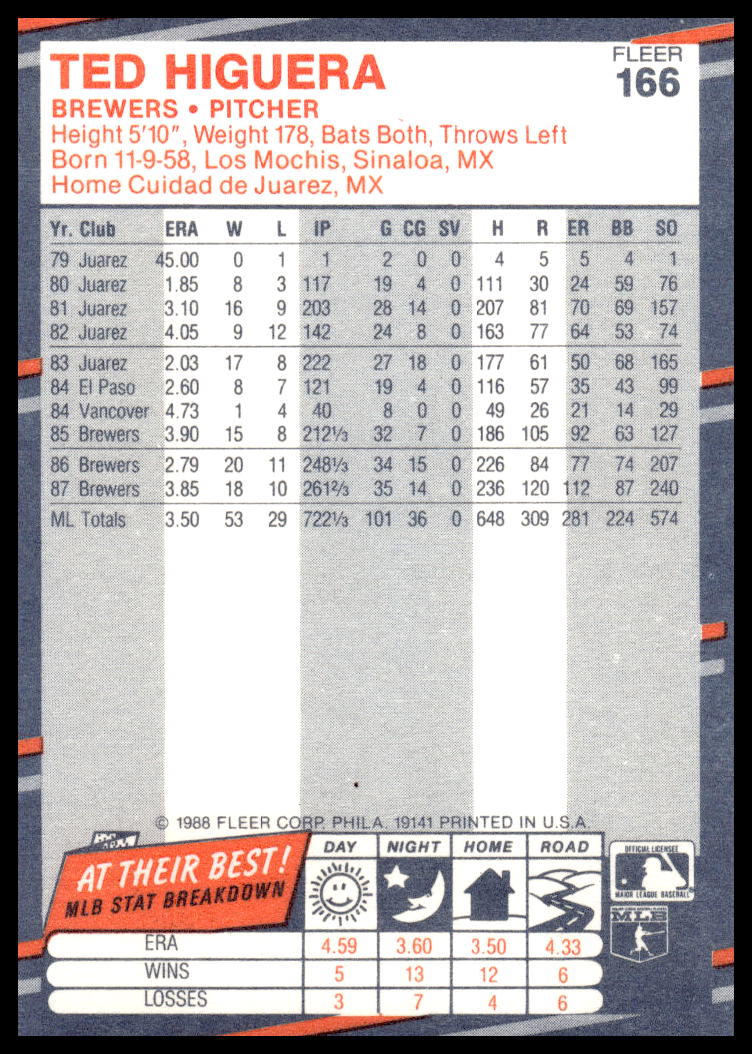 TED HIGUERA
FLEER
166
BREWERS • PITCHER
Height 5'10", Weight 178, Bats Both, Throws Left
Born 11-9-58, Los Mochis, Sinaloa, MX
Home Cuidad de Juarez, MX
Yr. Club ERA W L IP G CG SV H R ER BB SO
79 Juarez 45.00 0 1 1 2 0 0 4 5 5 4 1
80 Juarez 1.85 8 3 117 19 4 0 111 30 24 59 76
81 Juarez 3.10 16 9 203 28 14 0 207 81 70 69 157
82 Juarez 4.05 9 12 142 24 8 0 163 77 64 53 74
83 Juarez 2.03 17 8 222 27 18 0 177 61 50 68 165
84 El Paso 2.60 8 7 121 19 4 0 116 57 35 43 99
84 Vancover 4.73 1 4 40 8 0 0 49 26 21 14 29
85 Brewers 3.90 15 8 212⅓ 32 7 0 186 105 92 63 127
86 Brewers 2.79 20 11 248⅓ 34 15 0 226 84 77 74 207
87 Brewers 3.85 18 10 261⅔ 35 14 0 236 120 112 87 240
ML Totals 3.50 53 29 722⅓ 101 36 0 648 309 281 224 574
© 1988 FLEER CORP. PHILA. 19141 PRINTED IN U.S.A.
AT THEIR BEST!
MLB STAT BREAKDOWN
DAY NIGHT HOME ROAD
ERA 4.59 3.60 3.50 4.33
WINS 5 13 12 6
LOSSES 3 7 4 6
OFFICIAL LICENSEE
MAJOR LEAGUE BASEBALL
MAJOR LEAGUE BASEBALL PLAYERS
MLB